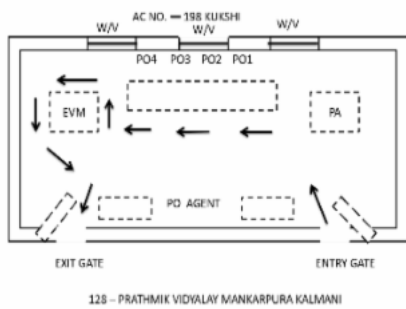 AC NO. — 198 KUKSHI
W/V W/V W/V
PO4 PO3 PO2 PO1
EVM PA
PO AGENT
EXIT GATE ENTRY GATE
128 – PRATHMIK VIDYALAY MANKARPURA KALMANI